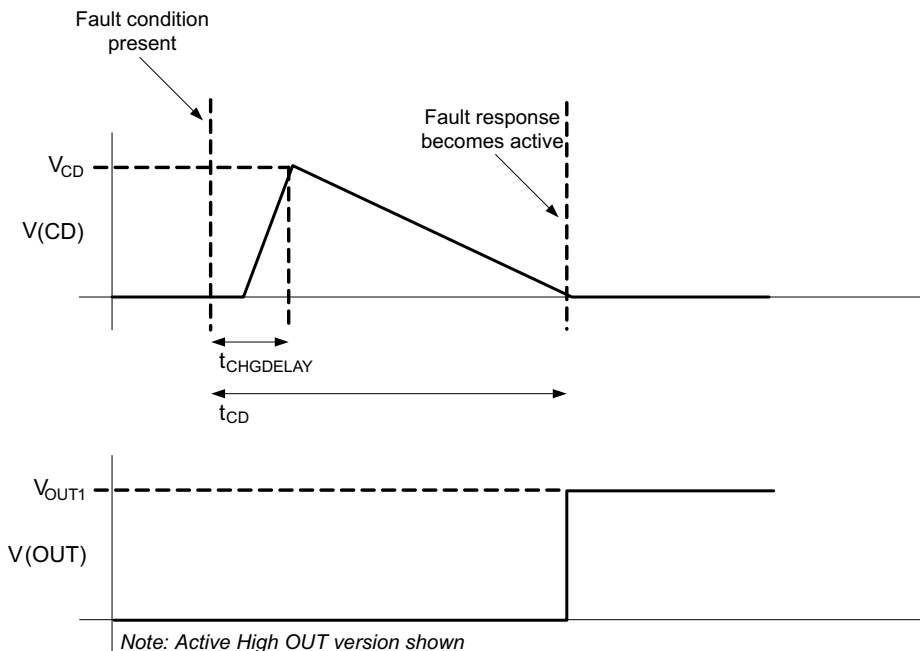 Fault condition
present
Fault response
becomes active
VCD
V(CD)
tCHGDELAY
tCD
VOUT1
V(OUT)
Note: Active High OUT version shown